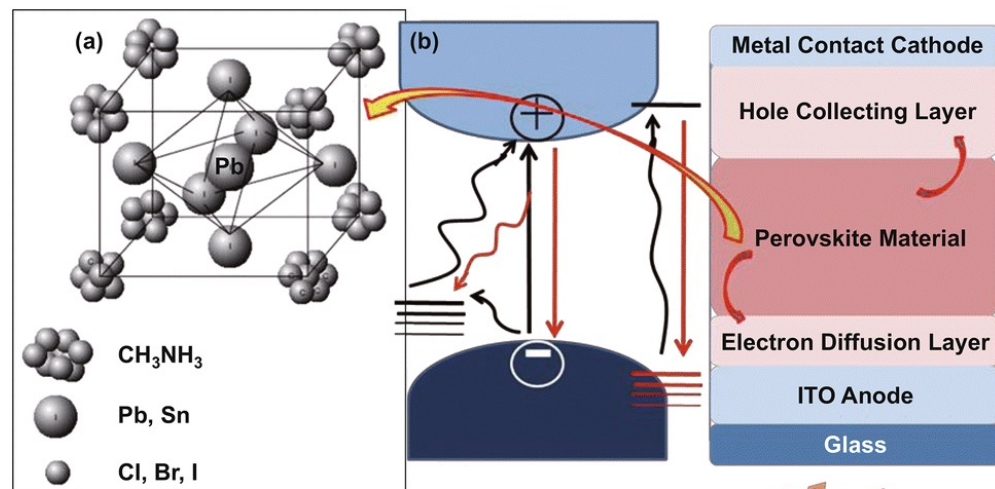 (a)
Pb
CH3NH3
Pb, Sn
Cl, Br, I
(b)
+
−
Metal Contact Cathode
Hole Collecting Layer
Perovskite Material
Electron Diffusion Layer
ITO Anode
Glass